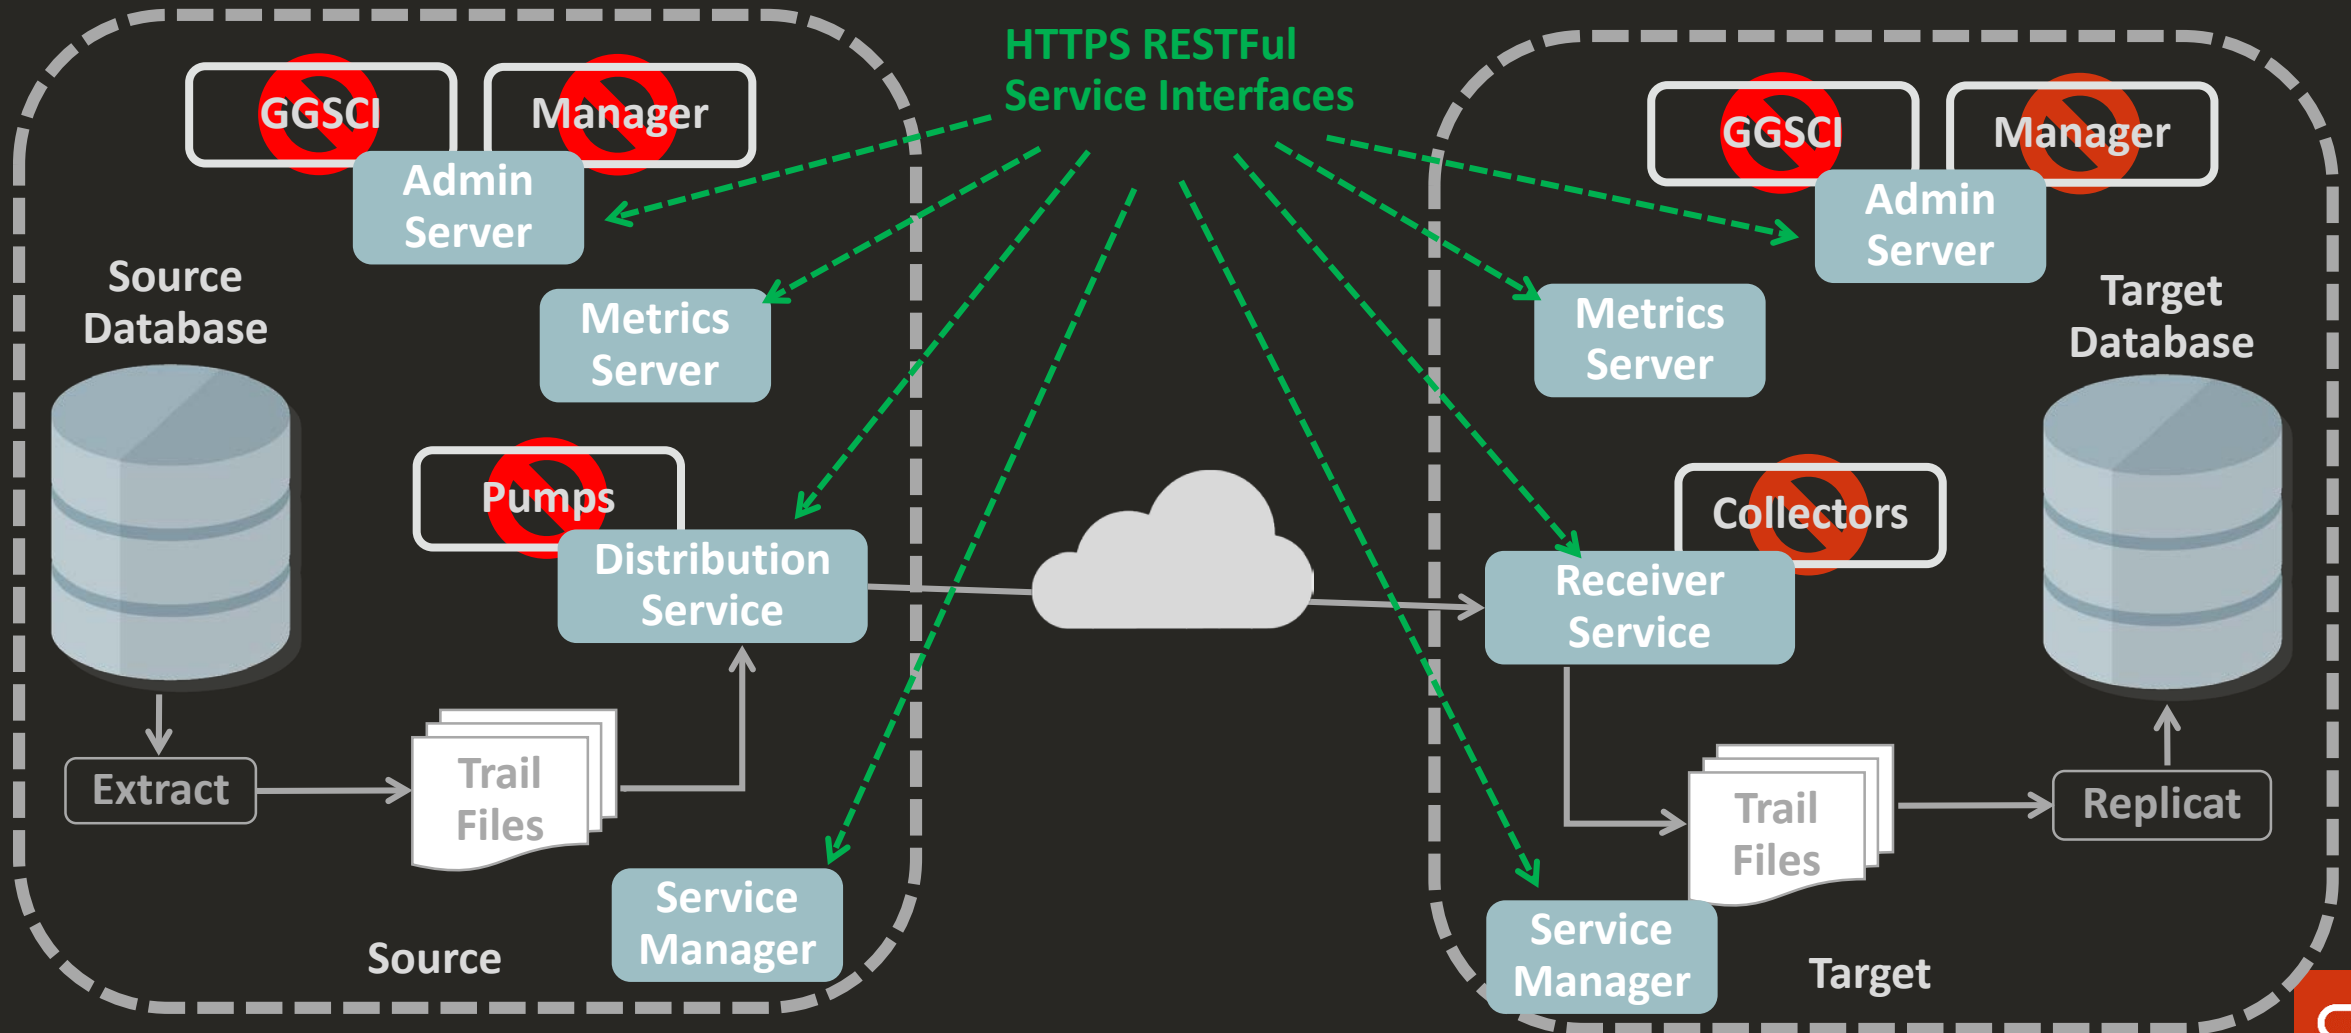 HTTPS RESTFul
Service Interfaces
GGSCI
Manager
Admin
Server
Source
Database
Metrics
Server
Pumps
Distribution
Service
Extract
Trail
Files
Service
Manager
Source
GGSCI
Manager
Admin
Server
Target
Database
Metrics
Server
Collectors
Receiver
Service
Trail
Files
Replicat
Service
Manager
Target